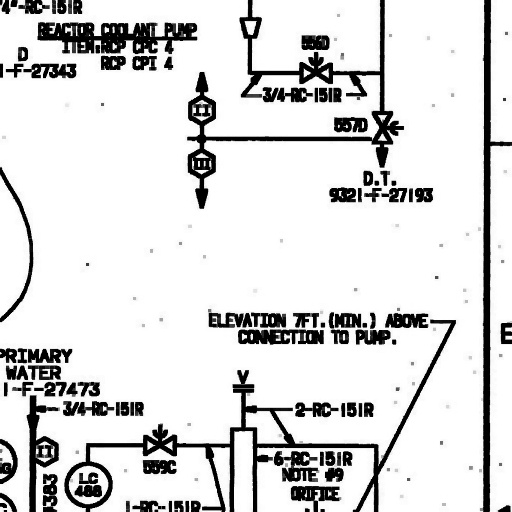 /4"-RC-151R
REACTOR COOLANT PUMP
ITEM:RCP CPC 4
RCP CPI 4
D
1-F-27343
556D
3/4-RC-151R
II
557D
III
D.T.
9321-F-27193
ELEVATION 7FT.(MIN.) ABOVE
CONNECTION TO PUMP.
PRIMARY
WATER
1-F-27473
3/4-RC-151R
V
2-RC-151R
II
559C
6-RC-151R
NOTE #9
ORIFICE
LC
468
383
1-RC-151R
E